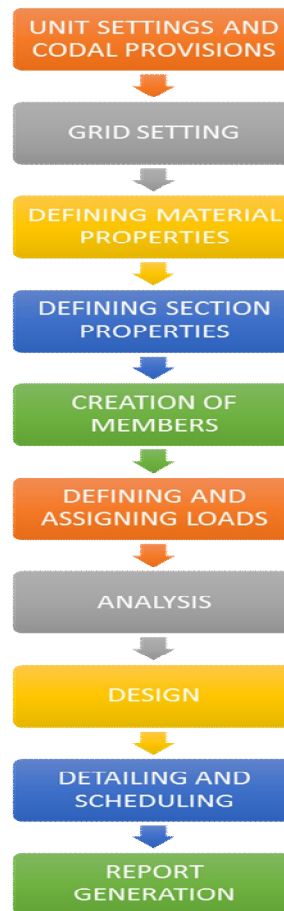 UNIT SETTINGS AND
CODAL PROVISIONS
GRID SETTING
DEFINING MATERIAL
PROPERTIES
DEFINING SECTION
PROPERTIES
CREATION OF
MEMBERS
DEFINING AND
ASSIGNING LOADS
ANALYSIS
DESIGN
DETAILING AND
SCHEDULING
REPORT
GENERATION